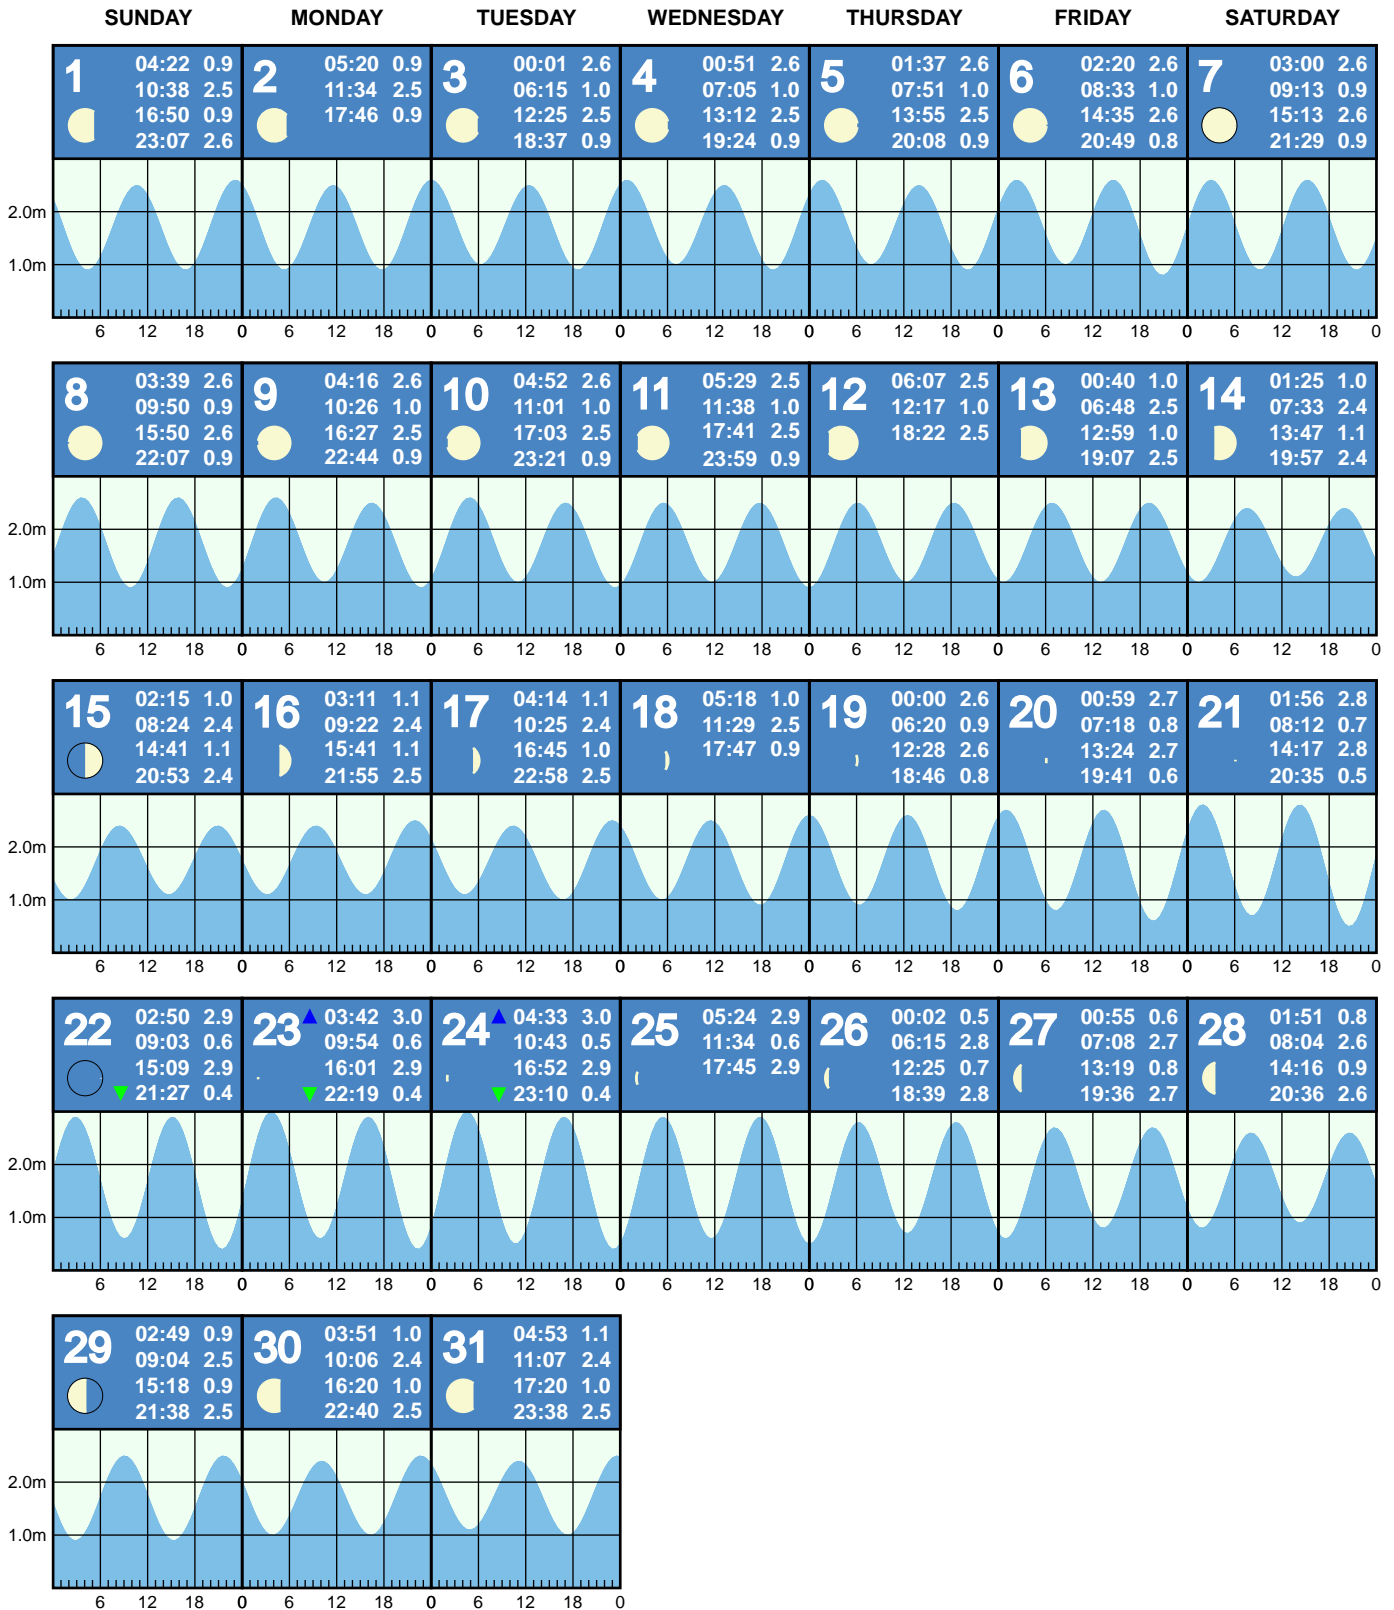 SUNDAY MONDAY TUESDAY WEDNESDAY THURSDAY FRIDAY SATURDAY
1 04:22 0.9
10:38 2.5
16:50 0.9
23:07 2.6
2 05:20 0.9
11:34 2.5
17:46 0.9
3 00:01 2.6
06:15 1.0
12:25 2.5
18:37 0.9
4 00:51 2.6
07:05 1.0
13:12 2.5
19:24 0.9
5 01:37 2.6
07:51 1.0
13:55 2.5
20:08 0.9
6 02:20 2.6
08:33 1.0
14:35 2.6
20:49 0.8
7 03:00 2.6
09:13 0.9
15:13 2.6
21:29 0.9
2.0m
1.0m
6 12 18 0 6 12 18 0 6 12 18 0 6 12 18 0 6 12 18 0 6 12 18 0 6 12 18 0
8 03:39 2.6
09:50 0.9
15:50 2.6
22:07 0.9
9 04:16 2.6
10:26 1.0
16:27 2.5
22:44 0.9
10 04:52 2.6
11:01 1.0
17:03 2.5
23:21 0.9
11 05:29 2.5
11:38 1.0
17:41 2.5
23:59 0.9
12 06:07 2.5
12:17 1.0
18:22 2.5
13 00:40 1.0
06:48 2.5
12:59 1.0
19:07 2.5
14 01:25 1.0
07:33 2.4
13:47 1.1
19:57 2.4
2.0m
1.0m
6 12 18 0 6 12 18 0 6 12 18 0 6 12 18 0 6 12 18 0 6 12 18 0 6 12 18 0
15 02:15 1.0
08:24 2.4
14:41 1.1
20:53 2.4
16 03:11 1.1
09:22 2.4
15:41 1.1
21:55 2.5
17 04:14 1.1
10:25 2.4
16:45 1.0
22:58 2.5
18 05:18 1.0
11:29 2.5
17:47 0.9
19 00:00 2.6
06:20 0.9
12:28 2.6
18:46 0.8
20 00:59 2.7
07:18 0.8
13:24 2.7
19:41 0.6
21 01:56 2.8
08:12 0.7
14:17 2.8
20:35 0.5
2.0m
1.0m
6 12 18 0 6 12 18 0 6 12 18 0 6 12 18 0 6 12 18 0 6 12 18 0 6 12 18 0
22 02:50 2.9
09:03 0.6
15:09 2.9
21:27 0.4
23 03:42 3.0
09:54 0.6
16:01 2.9
22:19 0.4
24 04:33 3.0
10:43 0.5
16:52 2.9
23:10 0.4
25 05:24 2.9
11:34 0.6
17:45 2.9
26 00:02 0.5
06:15 2.8
12:25 0.7
18:39 2.8
27 00:55 0.6
07:08 2.7
13:19 0.8
19:36 2.7
28 01:51 0.8
08:04 2.6
14:16 0.9
20:36 2.6
2.0m
1.0m
6 12 18 0 6 12 18 0 6 12 18 0 6 12 18 0 6 12 18 0 6 12 18 0 6 12 18 0
29 02:49 0.9
09:04 2.5
15:18 0.9
21:38 2.5
30 03:51 1.0
10:06 2.4
16:20 1.0
22:40 2.5
31 04:53 1.1
11:07 2.4
17:20 1.0
23:38 2.5
2.0m
1.0m
6 12 18 0 6 12 18 0 6 12 18 0